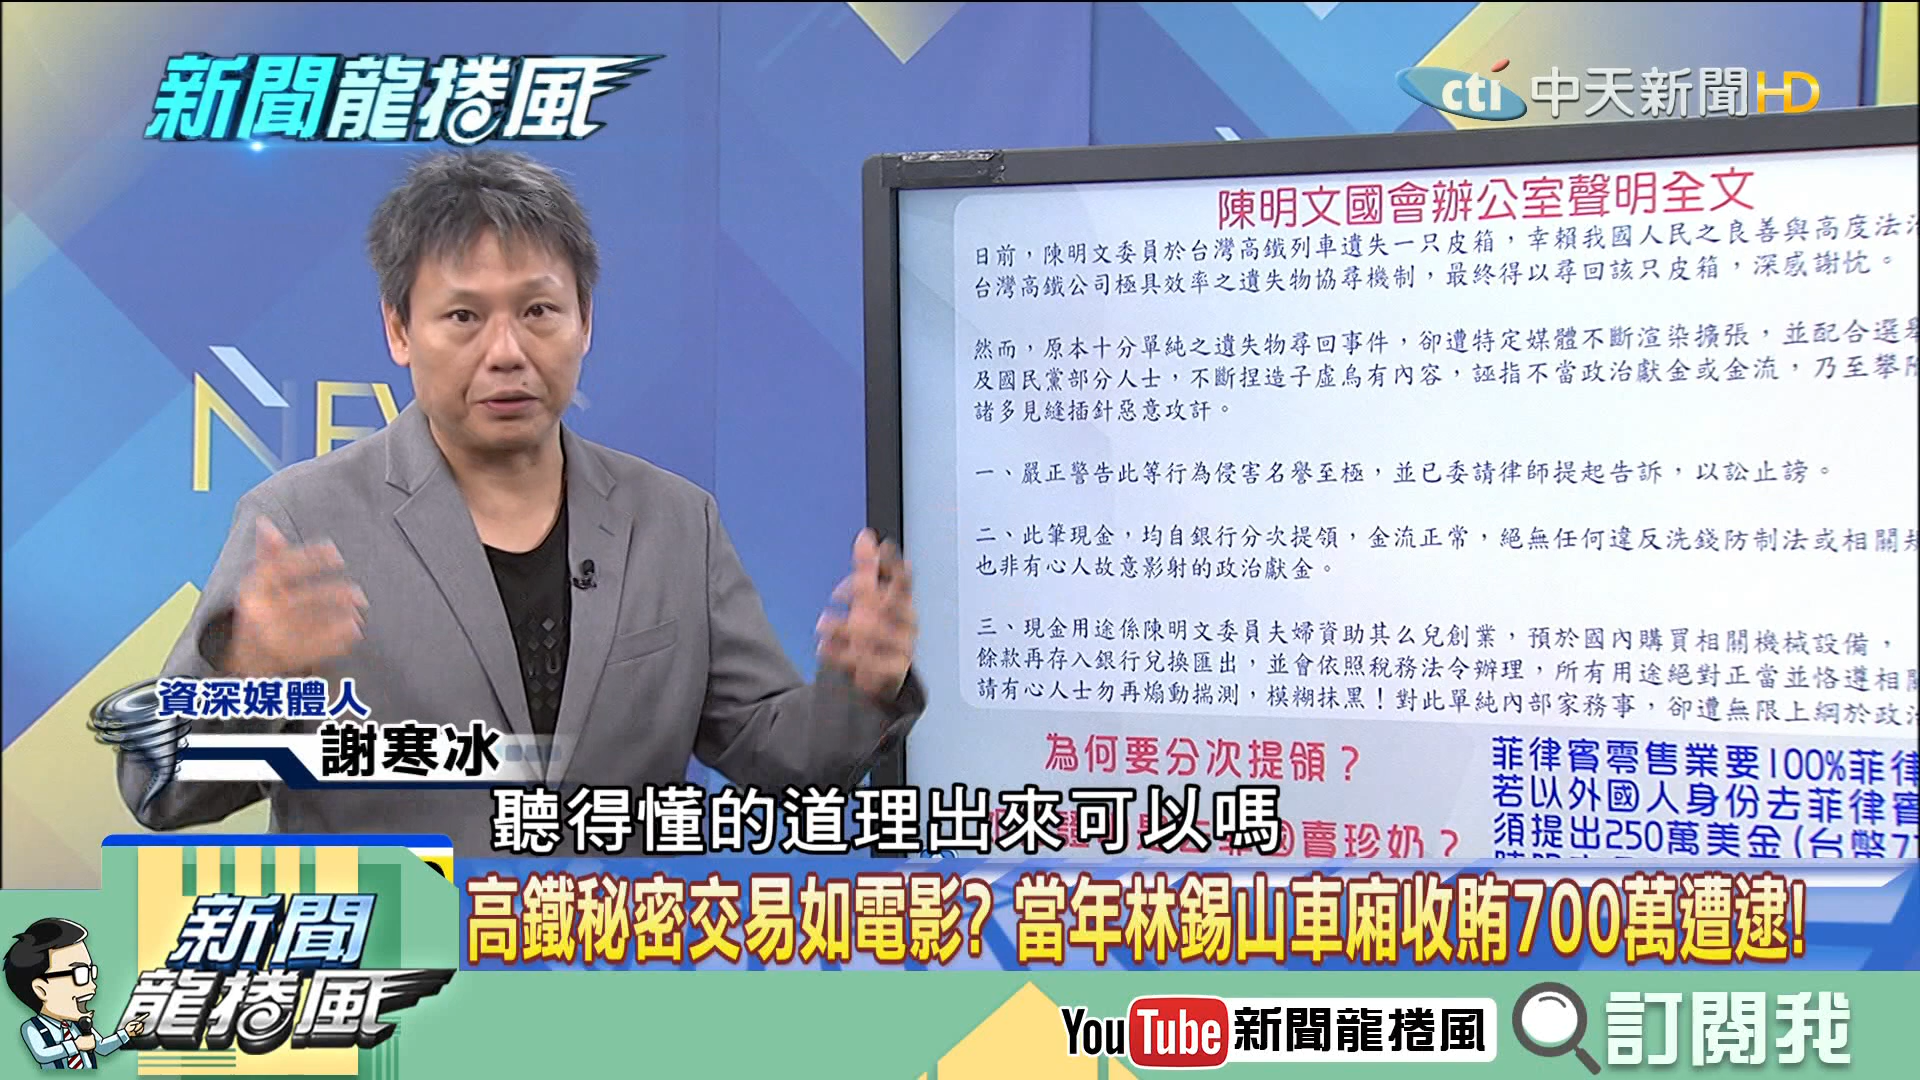 新聞龍捲風
cti 中天新聞HD
陳明文國會辦公室聲明全文
日前，陳明文委員於台灣高鐵列車遺失一只皮箱，幸賴我國人民之良善與高度法治
台灣高鐵公司極具效率之遺失物協尋機制，最終得以尋回該只皮箱，深感謝忱。
然而，原本十分單純之遺失物尋回事件，卻遭特定媒體不斷渲染擴張，並配合選舉
及國民黨部分人士，不斷捏造子虛烏有內容，誣指不當政治獻金或金流，乃至攀附
諸多見縫插針惡意攻訐。
一、嚴正警告此等行為侵害名譽至極，並已委請律師提起告訴，以訟止謗。
二、此筆現金，均自銀行分次提領，金流正常，絕無任何違反洗錢防制法或相關規
也非有心人故意影射的政治獻金。
三、現金用途係陳明文委員夫婦資助其么兒創業，預於國內購買相關機械設備，
餘款再存入銀行兌換匯出，並會依照稅務法令辦理，所有用途絕對正當並恪遵相關
請有心人士勿再煽動揣測，模糊抹黑！對此單純內部家務事，卻遭無限上綱於政治
為何要分次提領？
菲律賓零售業要100%菲律
若以外國人身份去菲律賓
須提出250萬美金(台幣7
國賣珍奶？
NEWS
資深媒體人
謝寒冰
聽得懂的道理出來可以嗎
高鐵秘密交易如電影? 當年林錫山車廂收賄700萬遭逮!
新聞
龍捲風
YouTube 新聞龍捲風 訂閱我